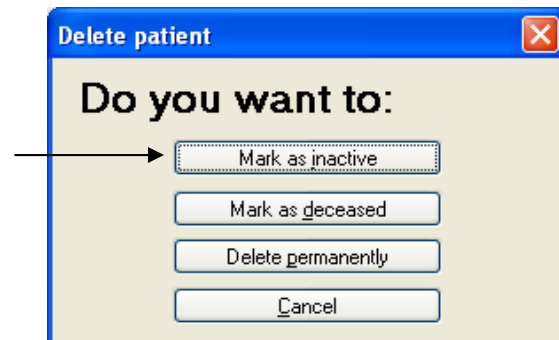 Delete patient
Do you want to:
Mark as inactive
Mark as deceased
Delete permanently
Cancel